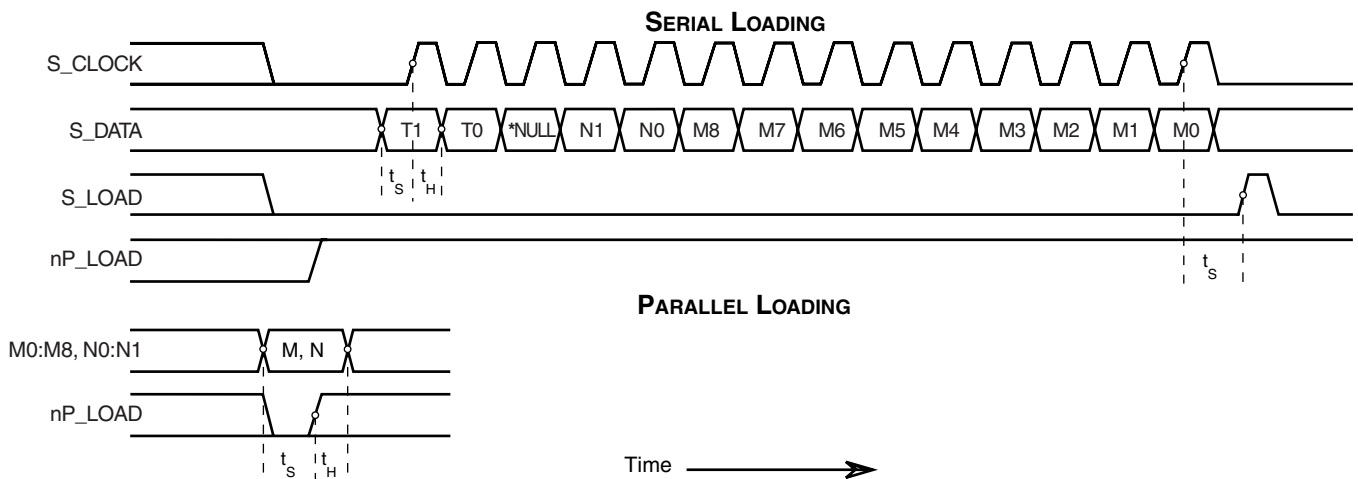 SERIAL LOADING
S_CLOCK
S_DATA
T1 T0 *NULL N1 N0 M8 M7 M6 M5 M4 M3 M2 M1 M0
tS tH
S_LOAD
nP_LOAD
tS
PARALLEL LOADING
M0:M8, N0:N1
M, N
nP_LOAD
tS tH
Time